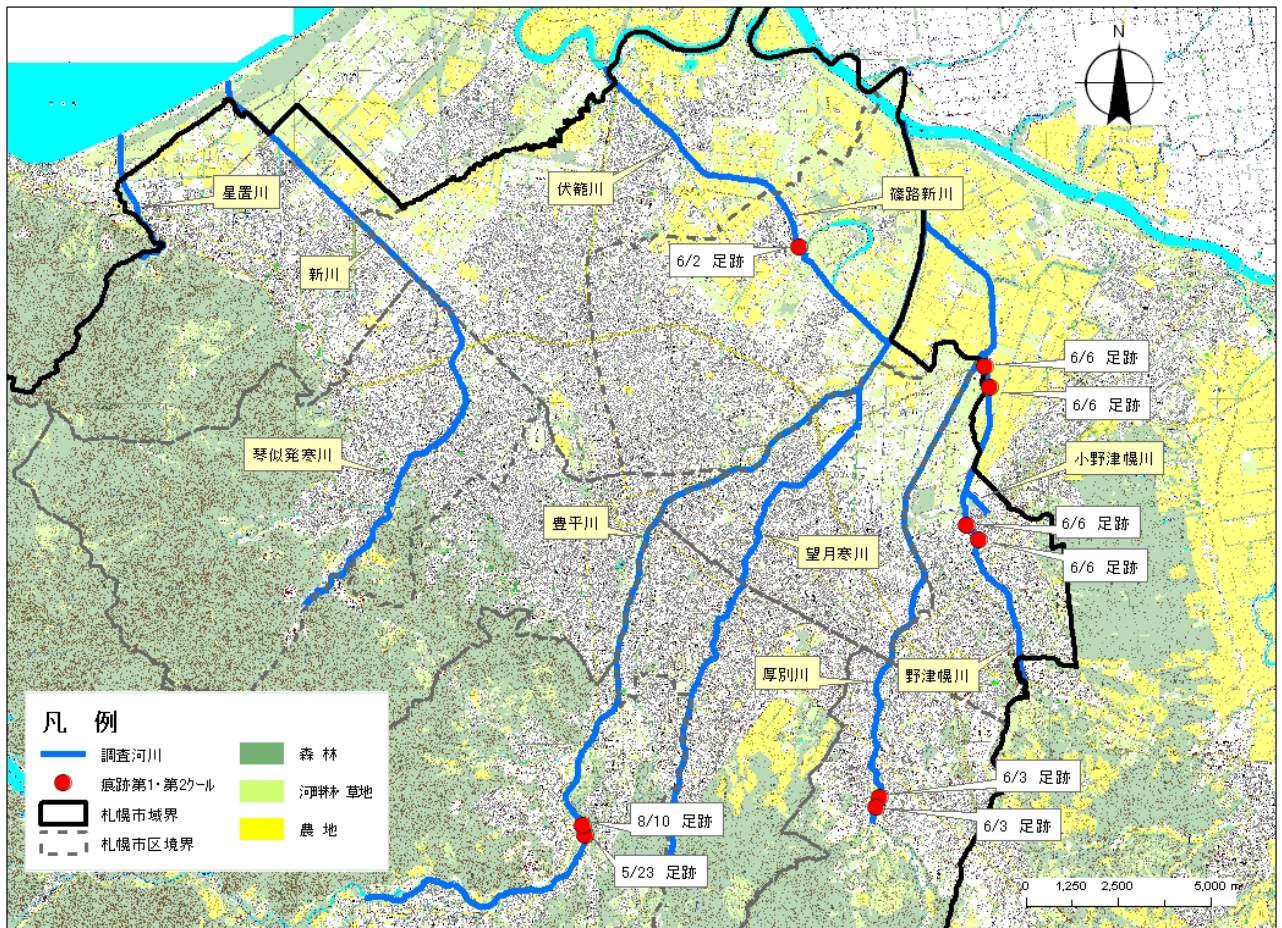 N
星置川
伏籠川
篠路新川
6/2 足跡
新川
6/6 足跡
6/6 足跡
小野津幌川
琴似発寒川
豊平川
望月寒川
6/6 足跡
6/6 足跡
厚別川
野津幌川
6/3 足跡
6/3 足跡
8/10 足跡
5/23 足跡
凡 例
調査河川
痕跡第1・第2クール
札幌市域界
札幌市区境界
森 林
河畔林・草地
農 地
0 1,250 2,500 5,000 m